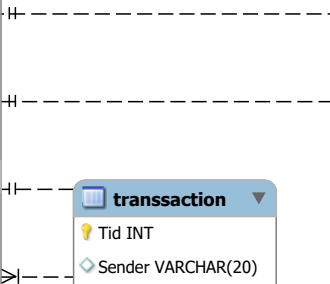 transsaction
Tid INT
Sender VARCHAR(20)